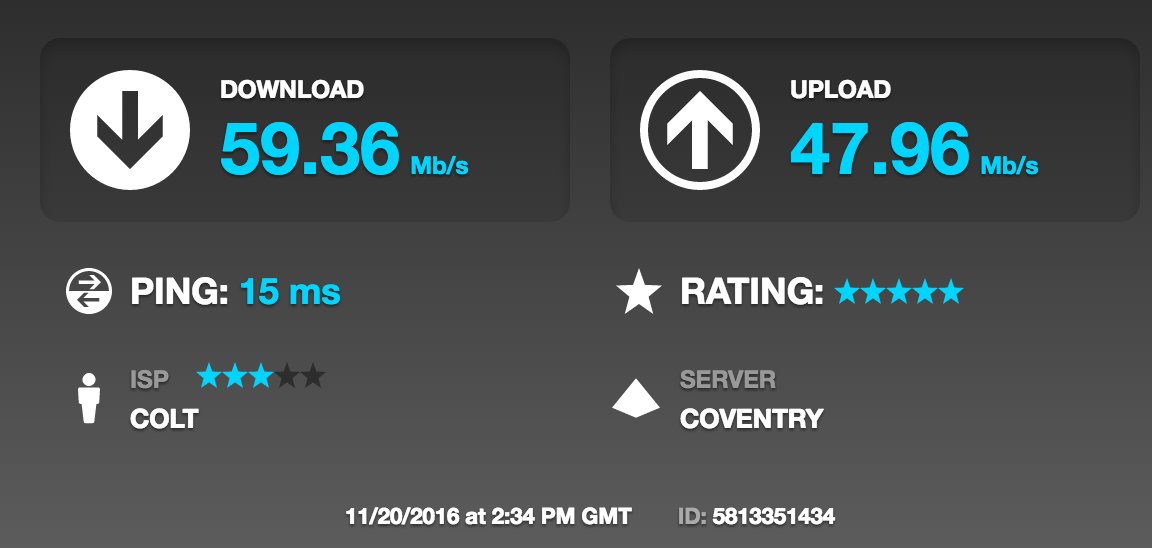 DOWNLOAD
59.36 Mb/s
UPLOAD
47.96 Mb/s
PING: 15 ms
RATING: ★★★★★
ISP ★★★★★
COLT
SERVER
COVENTRY
11/20/2016 at 2:34 PM GMT ID: 5813351434